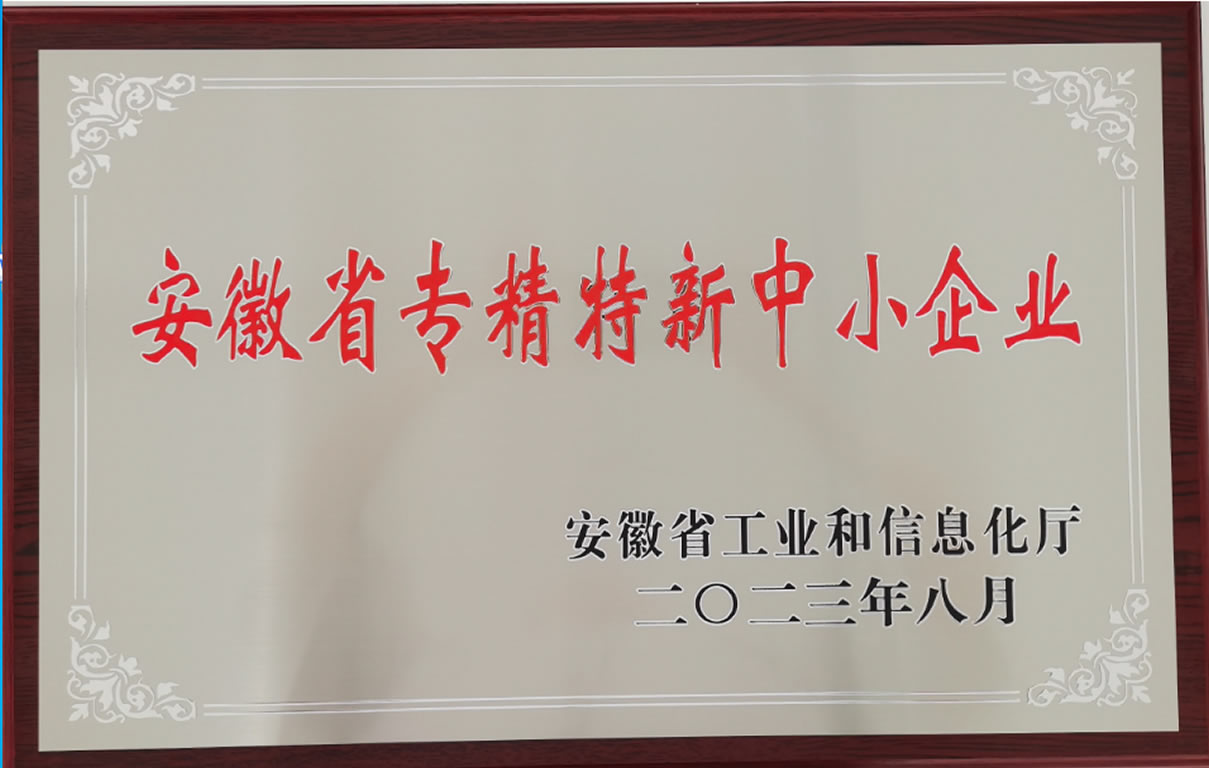 安徽省专精特新中小企业
安徽省工业和信息化厅
二〇二三年八月